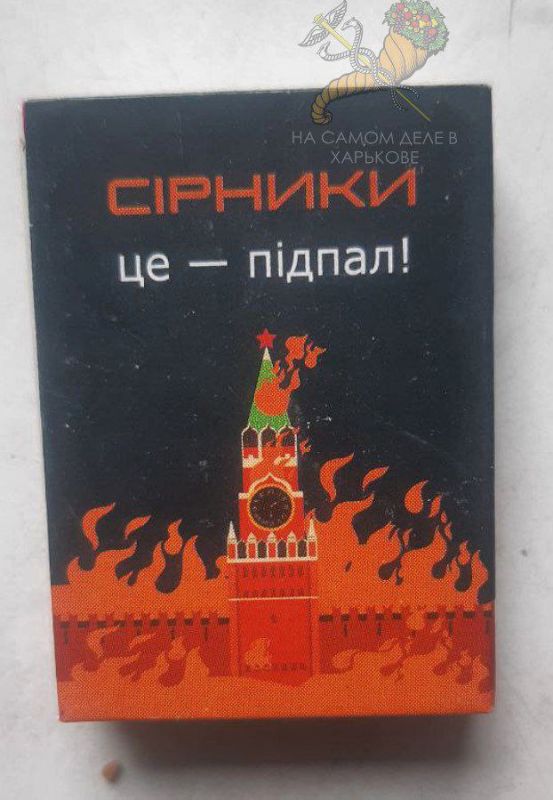 НА САМОМ ДЕЛЕ В
ХАРЬКОВЕ
СІРНИКИ
це — підпал!